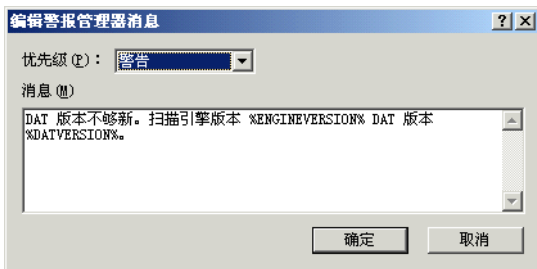 编辑警报管理器消息
优先级(P)： 警告
消息(M)
DAT 版本不够新。扫描引擎版本 %ENGINEVERSION% DAT 版本
%DATVERSION%。
确定 取消